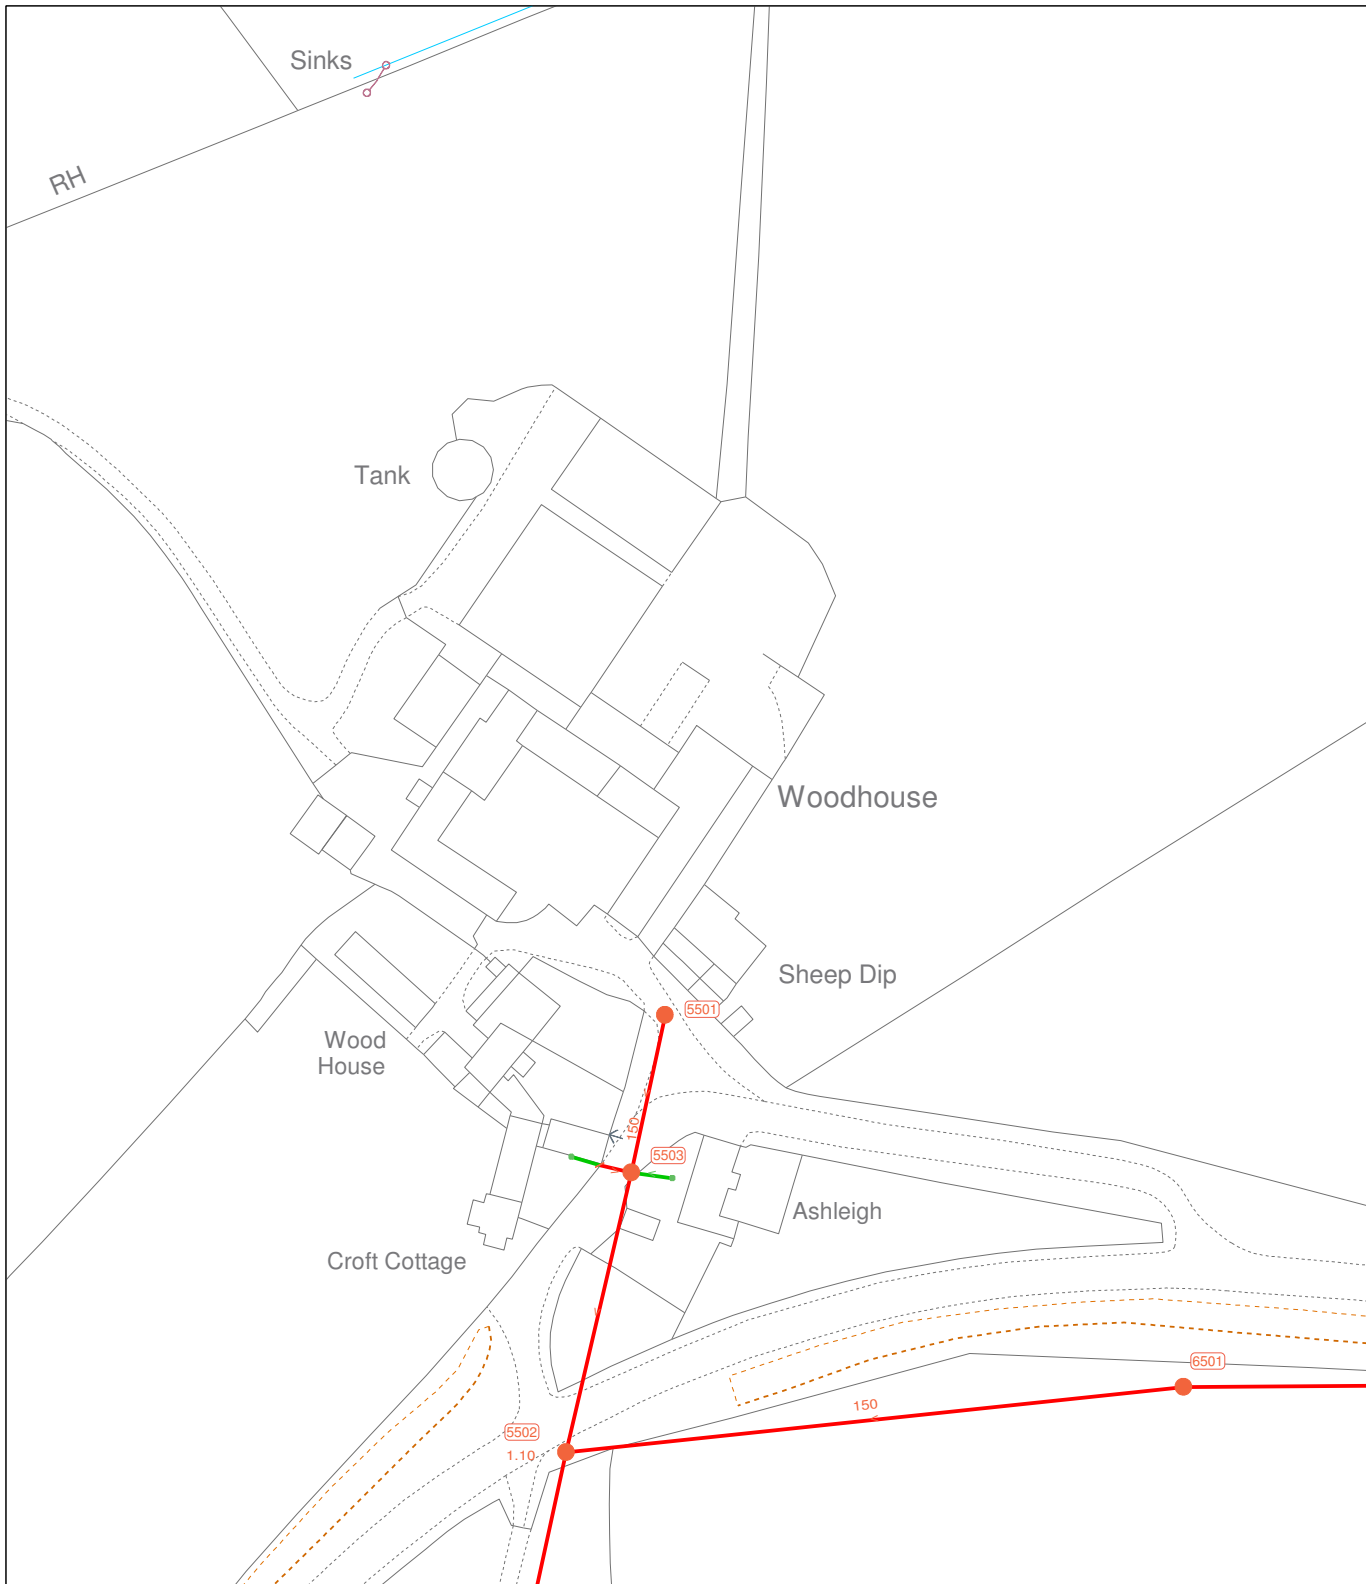 Sinks
RH
Tank
Woodhouse
Sheep Dip
5501
Wood
House
150
5503
Ashleigh
Croft Cottage
6501
150
5502
1.10